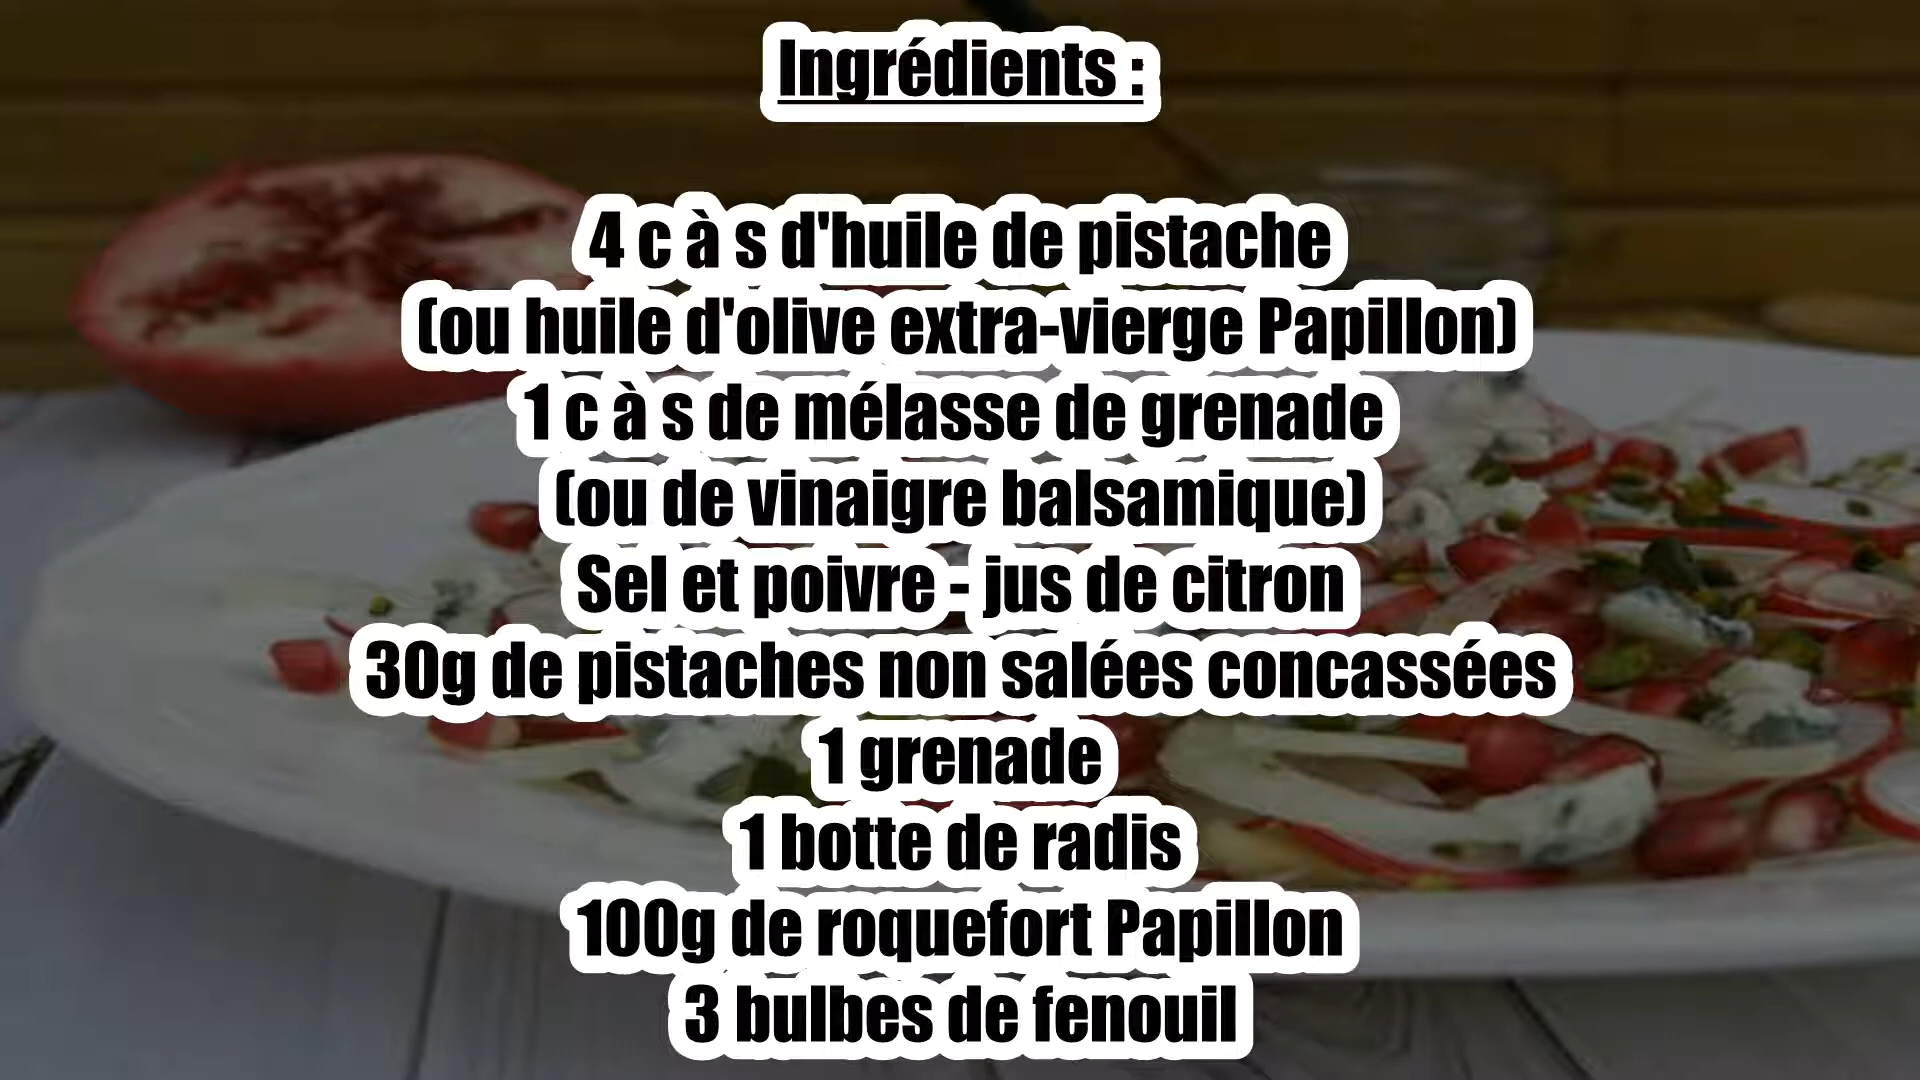 Ingrédients :
4 c à s d'huile de pistache
(ou huile d'olive extra-vierge Papillon)
1 c à s de mélasse de grenade
(ou de vinaigre balsamique)
Sel et poivre - jus de citron
30g de pistaches non salées concassées
1 grenade
1 botte de radis
100g de roquefort Papillon
3 bulbes de fenouil